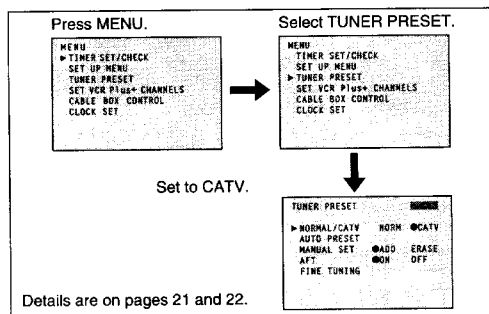 Press MENU.
MENU
►TIMER SET/CHECK
SET UP MENU
TUNER PRESET
SET VCR Plus+ CHANNELS
CABLE BOX CONTROL
CLOCK SET
Select TUNER PRESET.
MENU
TIMER SET/CHECK
SET UP MENU
►TUNER PRESET
SET VCR Plus+ CHANNELS
CABLE BOX CONTROL
CLOCK SET
Set to CATV.
TUNER PRESET
►NORMAL/CATV NORM ●CATV
AUTO PRESET
MANUAL SET ●ADD ERASE
AFT ●ON OFF
FINE TUNING
Details are on pages 21 and 22.